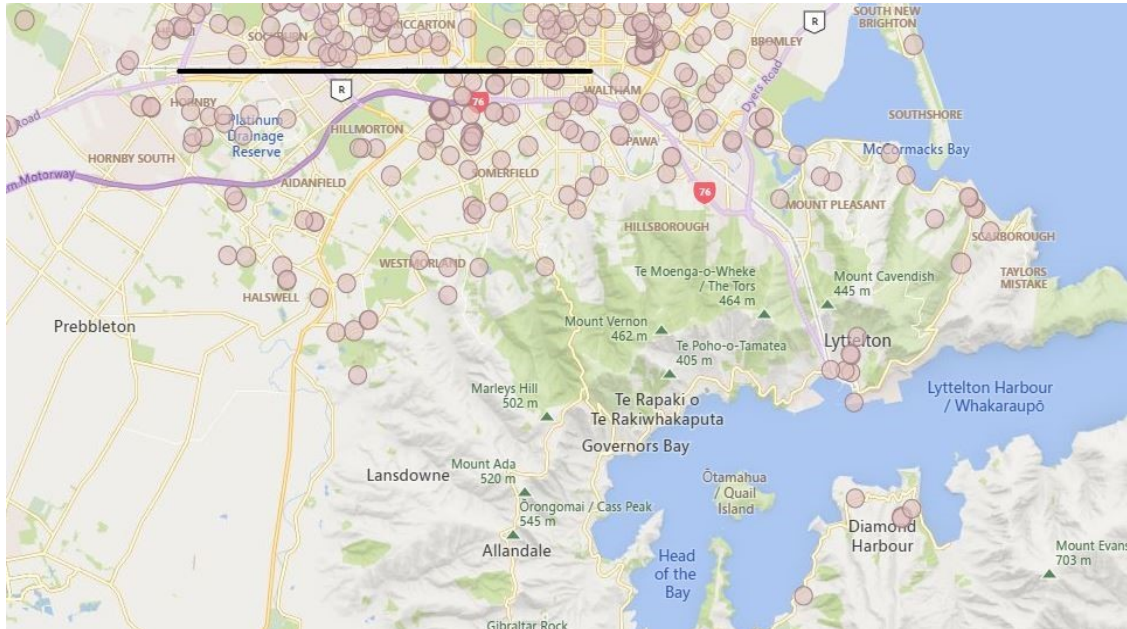 SOUTH NEW
BRIGHTON
RICCARTON
SOCKBURN
BROMLEY
R
R
Dyers Road
WALTHAM
76
HORNBY
Platinum
Drainage
Reserve
HILLMORTON
SOUTHSHORE
Road
PAWA
McCormacks Bay
HORNBY SOUTH
Motorway
AIDANFIELD
SOMERFIELD
76
MOUNT PLEASANT
HILLSBOROUGH
SCARBOROUGH
WESTMORLAND
TAYLORS
MISTAKE
HALSWELL
Te Moenga-o-Wheke
/ The Tors
464 m
Mount Cavendish
445 m
Prebbleton
Mount Vernon
462 m
Te Poho-o-Tamatea
405 m
Lyttelton
Marleys Hill
502 m
Te Rapaki o
Te Rakiwhakaputa
Lyttelton Harbour
/ Whakaraupō
Governors Bay
Mount Ada
520 m
Lansdowne
Ōtamahua
/ Quail
Island
Ōrongomai / Cass Peak
545 m
Allandale
Diamond
Harbour
Head
of the
Bay
Mount Evans
703 m
Gibraltar Rock